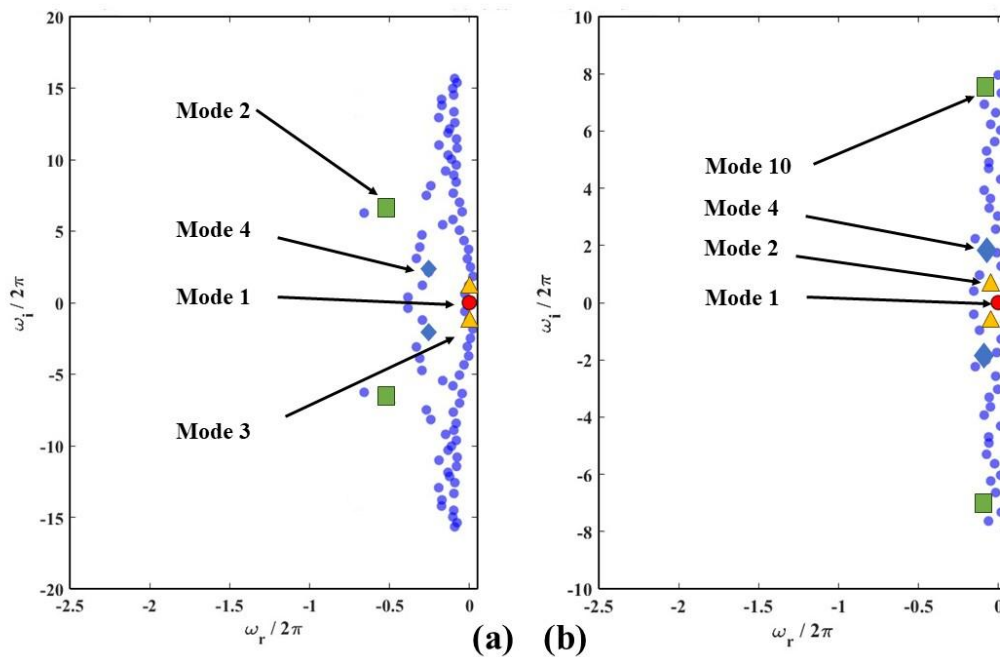 20
15
10
5
0
-5
-10
-15
-20
ω_i / 2π
Mode 2
Mode 4
Mode 1
Mode 3
-2.5 -2 -1.5 -1 -0.5 0
ω_r / 2π
(a)
10
8
6
4
2
0
-2
-4
-6
-8
-10
ω_i / 2π
Mode 10
Mode 4
Mode 2
Mode 1
-2.5 -2 -1.5 -1 -0.5 0
ω_r / 2π
(b)